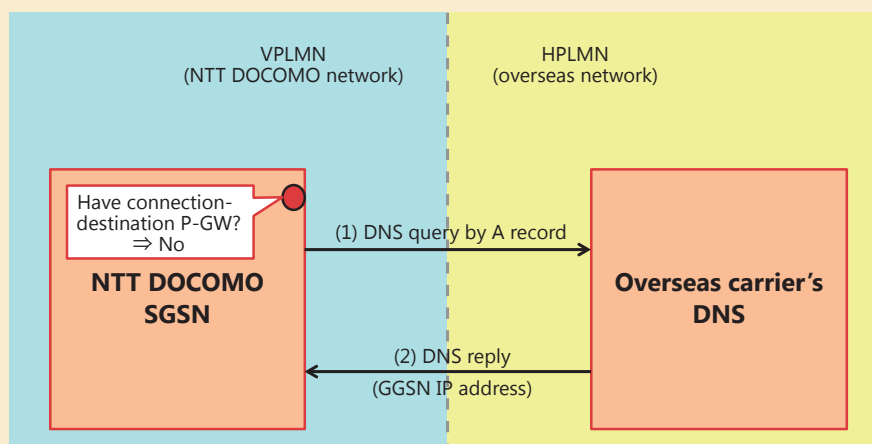 VPLMN
(NTT DOCOMO network)
HPLMN
(overseas network)
Have connection-
destination P-GW?
⇒ No
NTT DOCOMO
SGSN
(1) DNS query by A record
Overseas carrier’s
DNS
(2) DNS reply
(GGSN IP address)